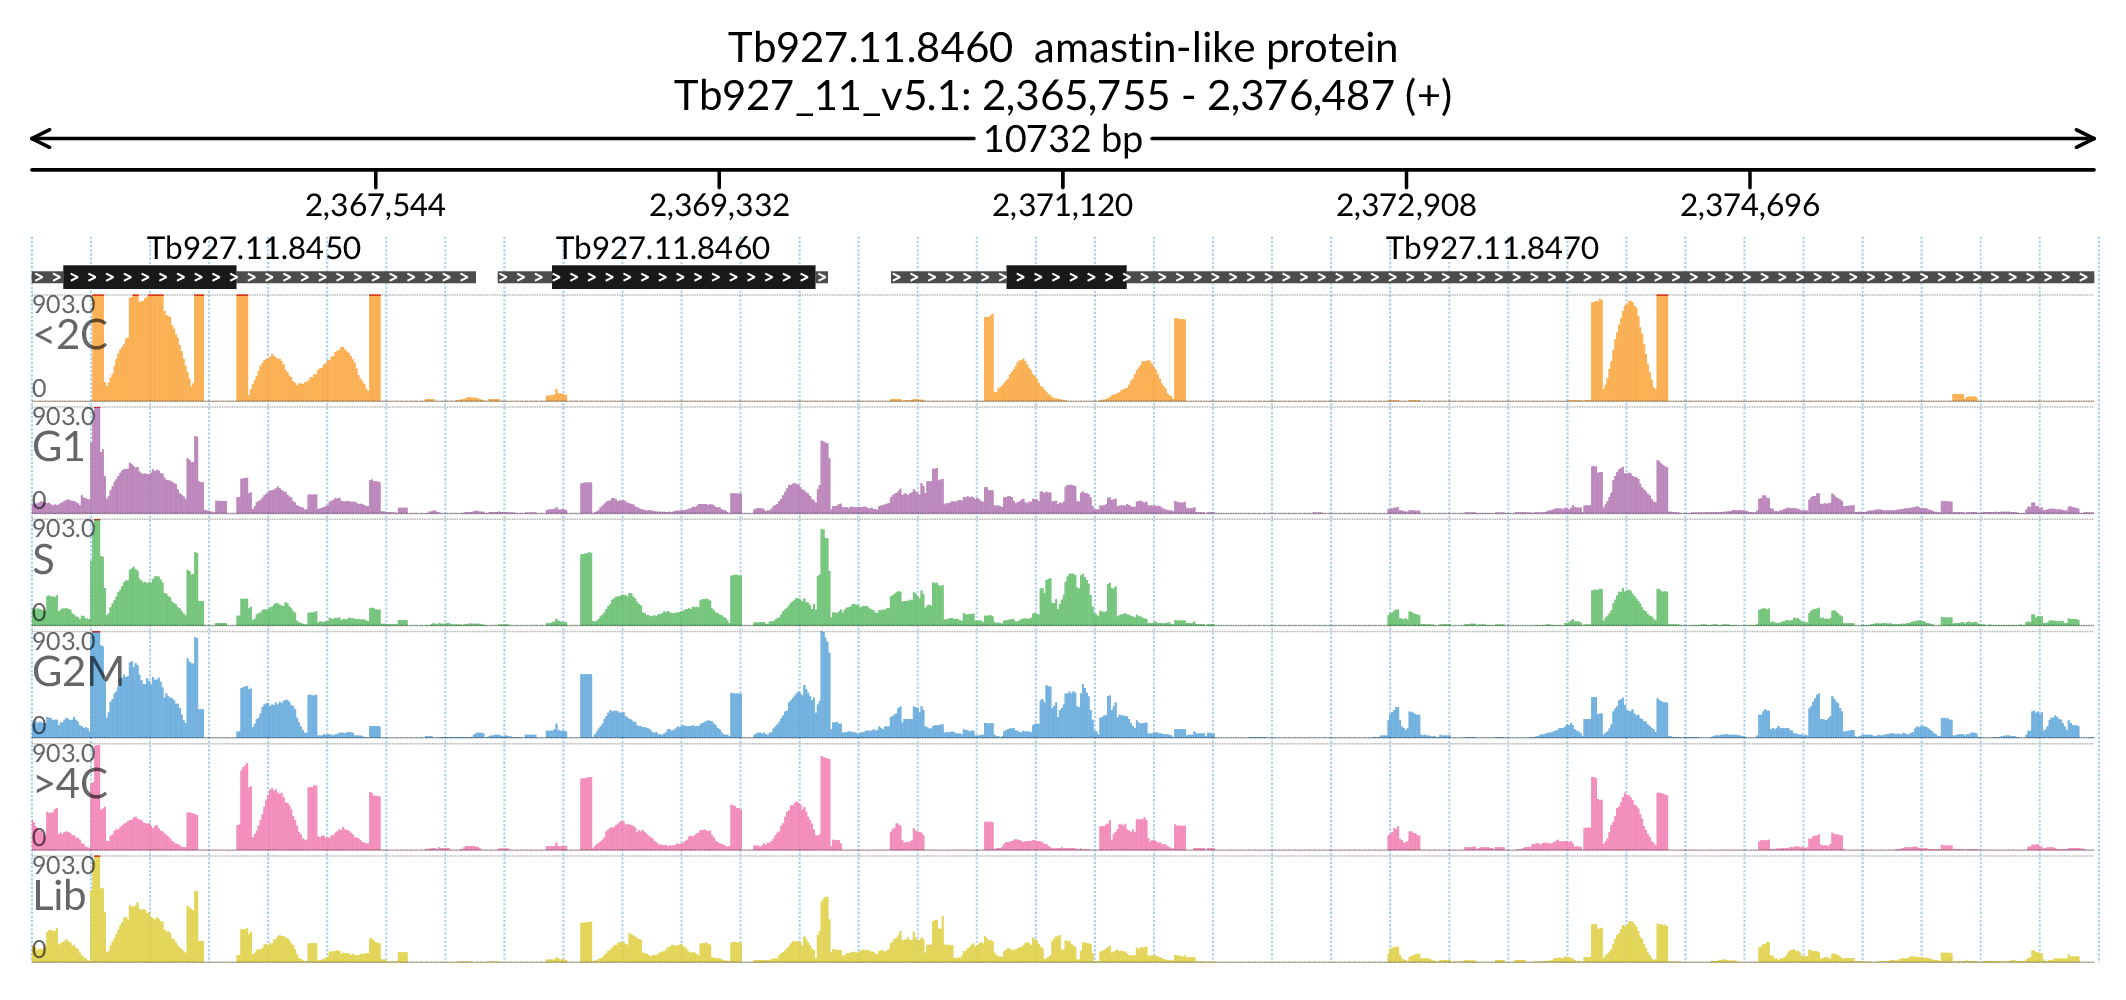 Tb927.11.8460 amastin-like protein
Tb927_11_v5.1: 2,365,755 - 2,376,487 (+)
10732 bp
2,367,544 2,369,332 2,371,120 2,372,908 2,374,696
Tb927.11.8450 Tb927.11.8460 Tb927.11.8470
903.0
<2C
0
903.0
G1
0
903.0
S
0
903.0
G2M
0
903.0
>4C
0
903.0
Lib
0